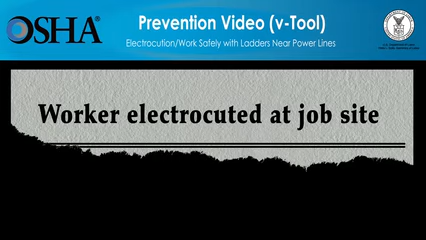 OSHA®
Prevention Video (v-Tool)
Electrocution/Work Safely with Ladders Near Power Lines
Worker electrocuted at job site